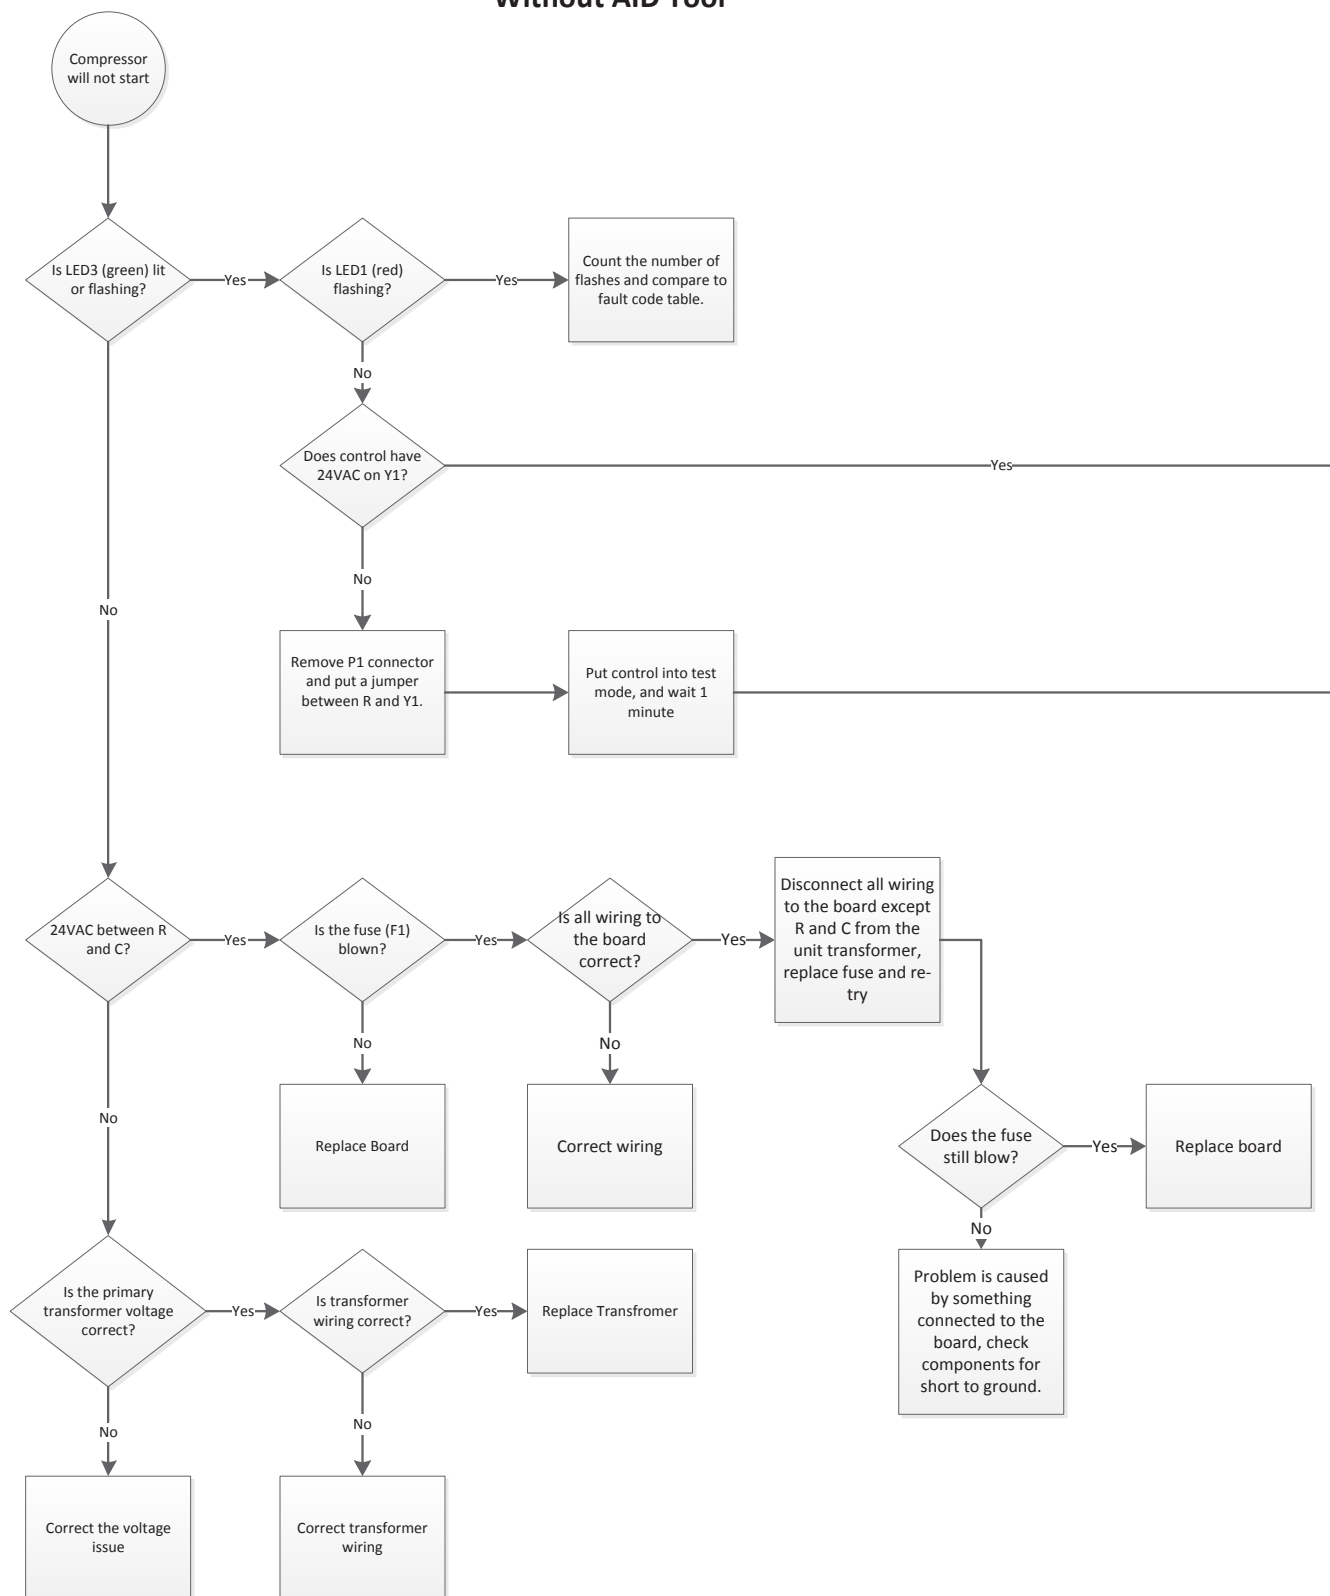 Without AID Tool
Compressor
will not start
Is LED3 (green) lit
or flashing?
Yes
Is LED1 (red)
flashing?
Yes
Count the number of
flashes and compare to
fault code table.
No
Does control have
24VAC on Y1?
Yes
No
No
Remove P1 connector
and put a jumper
between R and Y1.
Put control into test
mode, and wait 1
minute
24VAC between R
and C?
Yes
Is the fuse (F1)
blown?
Yes
Is all wiring to
the board
correct?
Yes
Disconnect all wiring
to the board except
R and C from the
unit transformer,
replace fuse and re-
try
No
No
No
Replace Board
Correct wiring
Does the fuse
still blow?
Yes
Replace board
No
Is the primary
transformer voltage
correct?
Yes
Is transformer
wiring correct?
Yes
Replace Transfromer
Problem is caused
by something
connected to the
board, check
components for
short to ground.
No
No
Correct the voltage
issue
Correct transformer
wiring